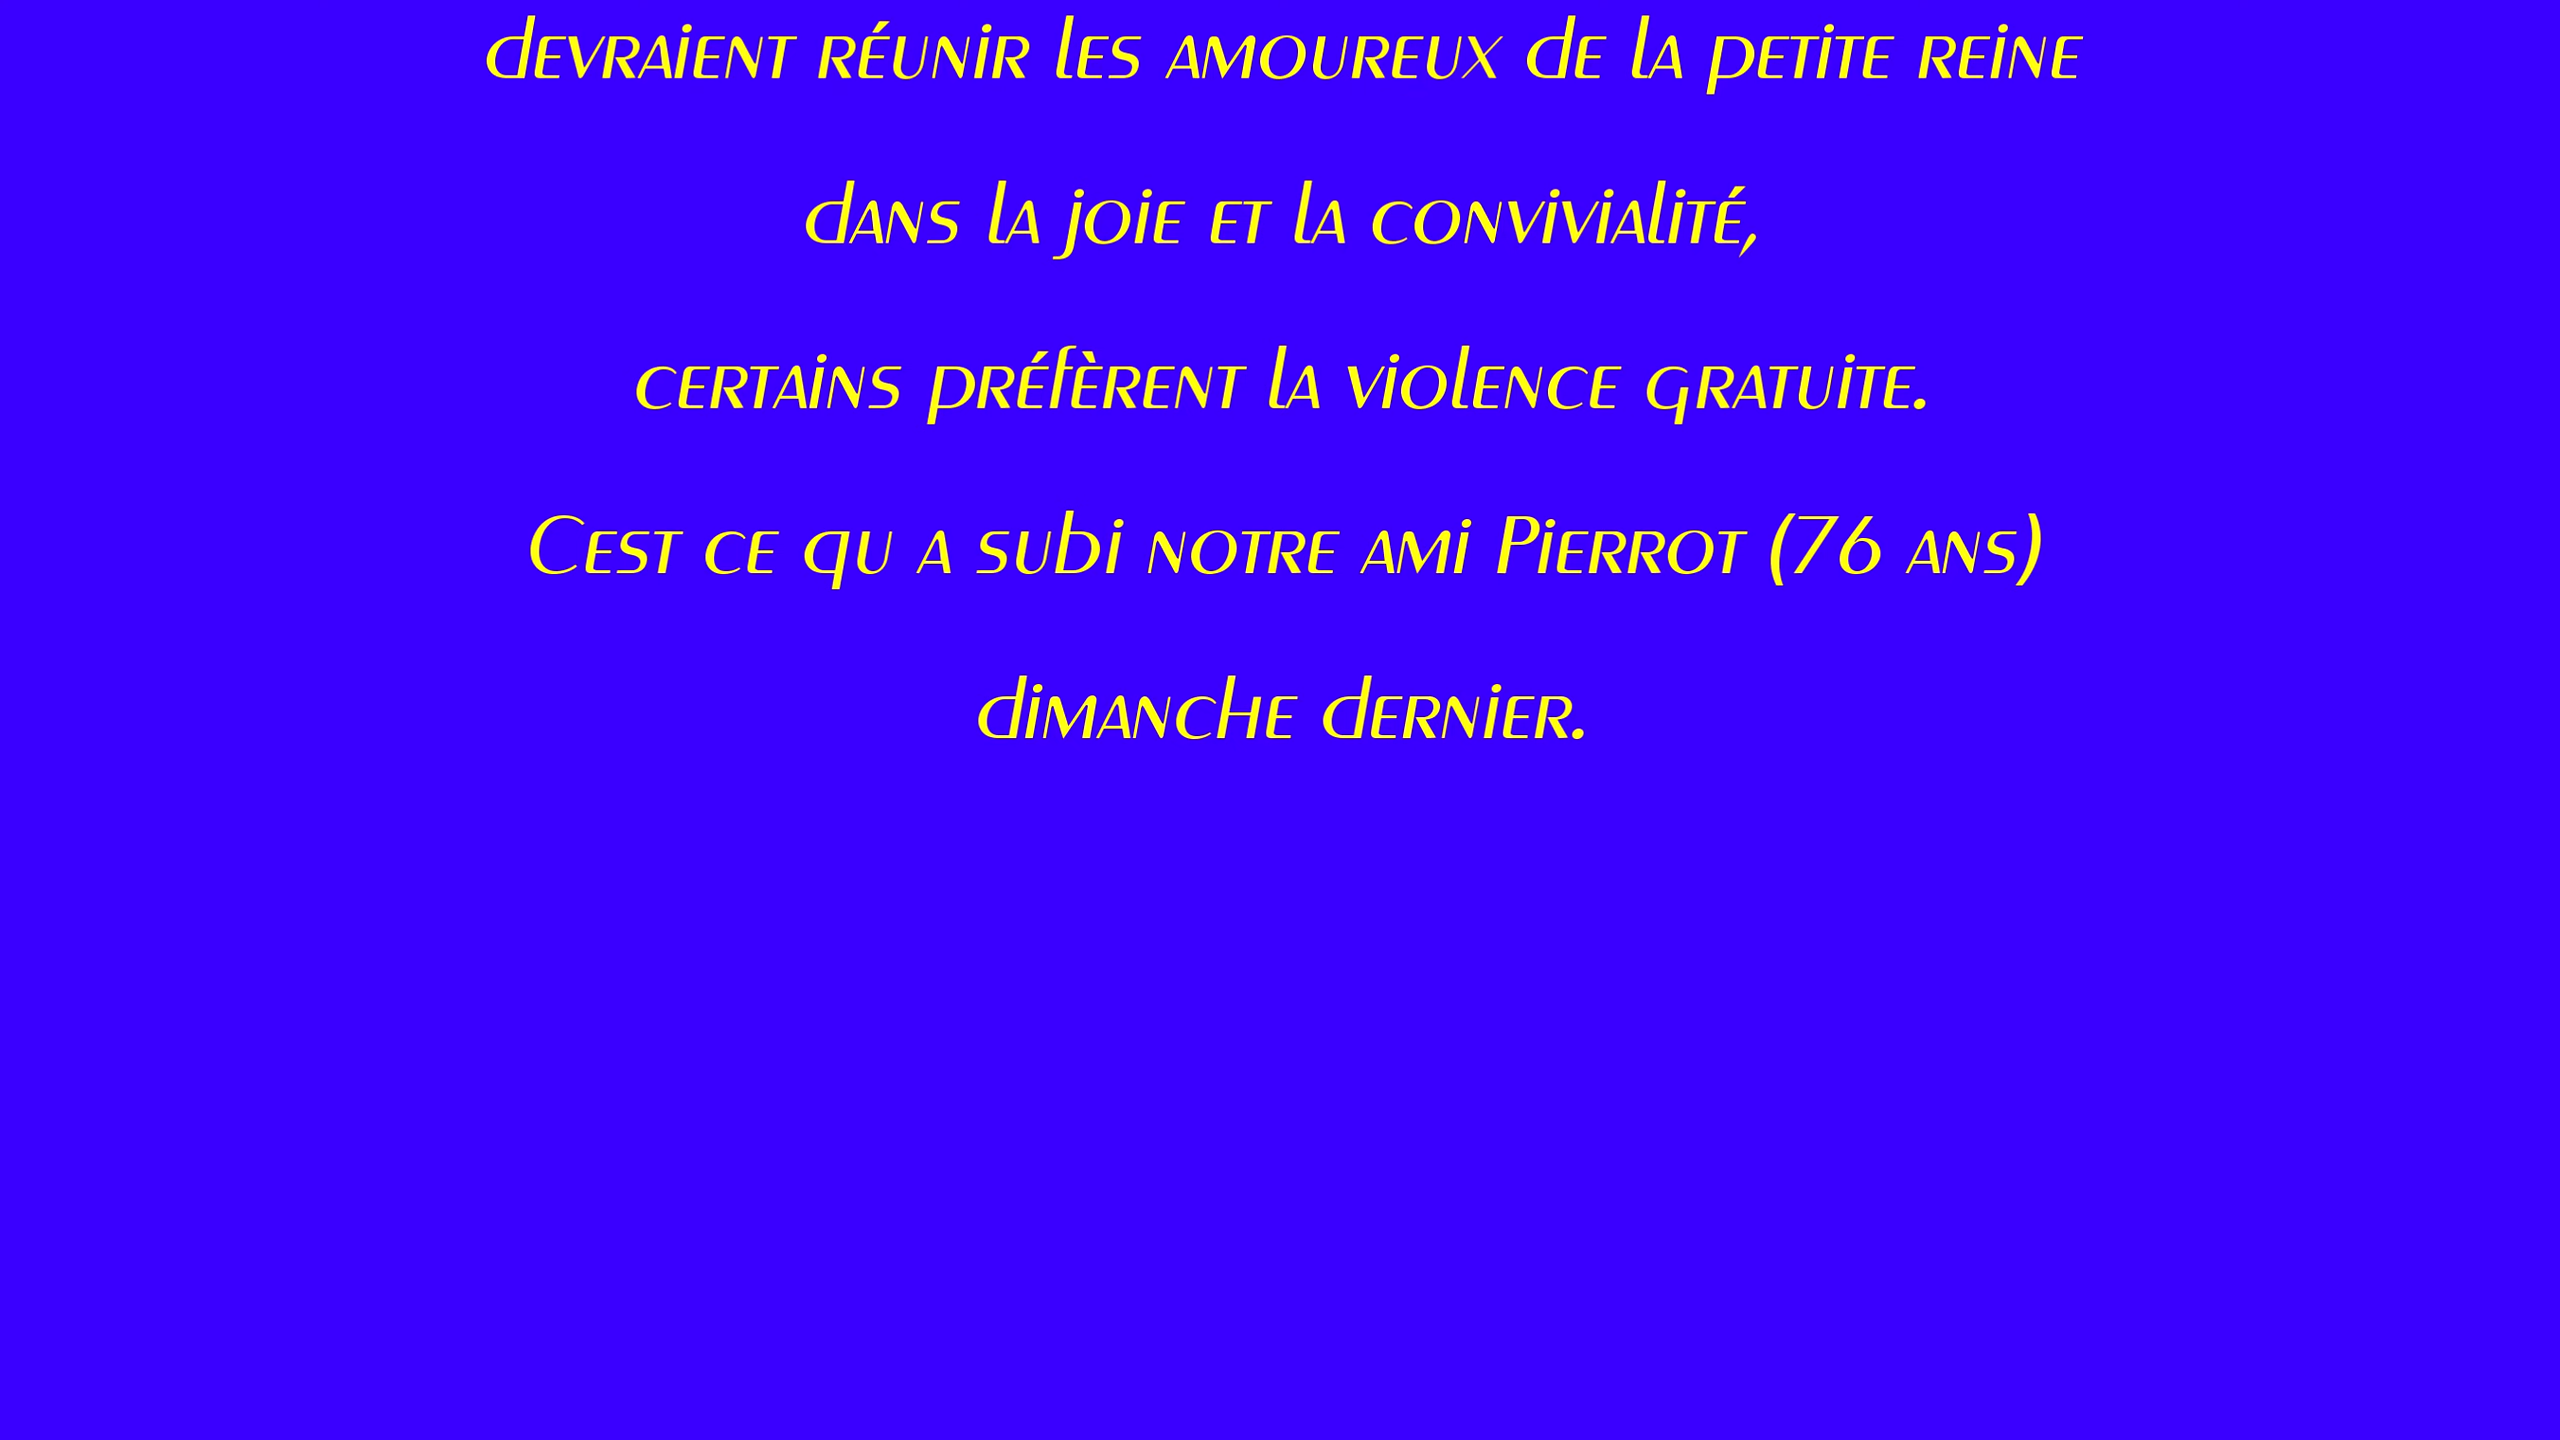 devraient réunir les amoureux de la petite reine
dans la joie et la convivialité,
certains préfèrent la violence gratuite.
Cest ce qu a subi notre ami Pierrot (76 ans)
dimanche dernier.